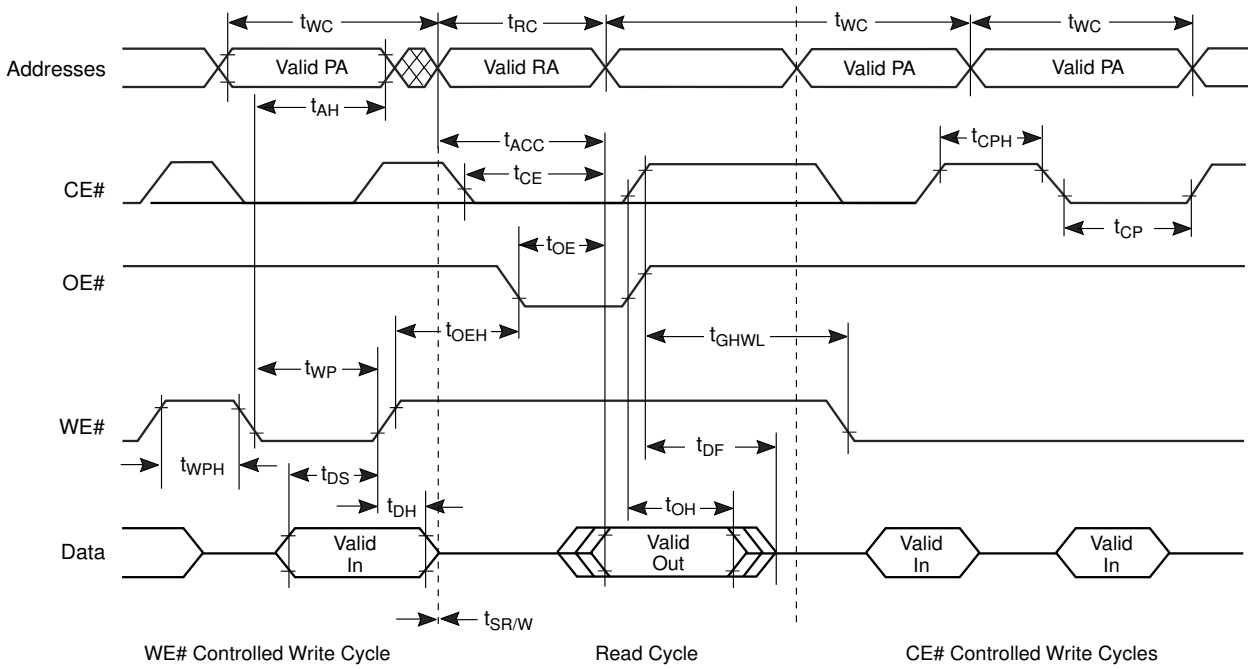 tWC tRC tWC tWC
Addresses Valid PA Valid RA Valid PA Valid PA
tAH
tACC
tCPH
CE# tCE
tCP
tOE
OE#
tOEH tGHWL
tWP
WE#
tDF
tWPH tDS
tDH tOH
Data Valid In Valid Out Valid In Valid In
tSR/W
WE# Controlled Write Cycle Read Cycle CE# Controlled Write Cycles